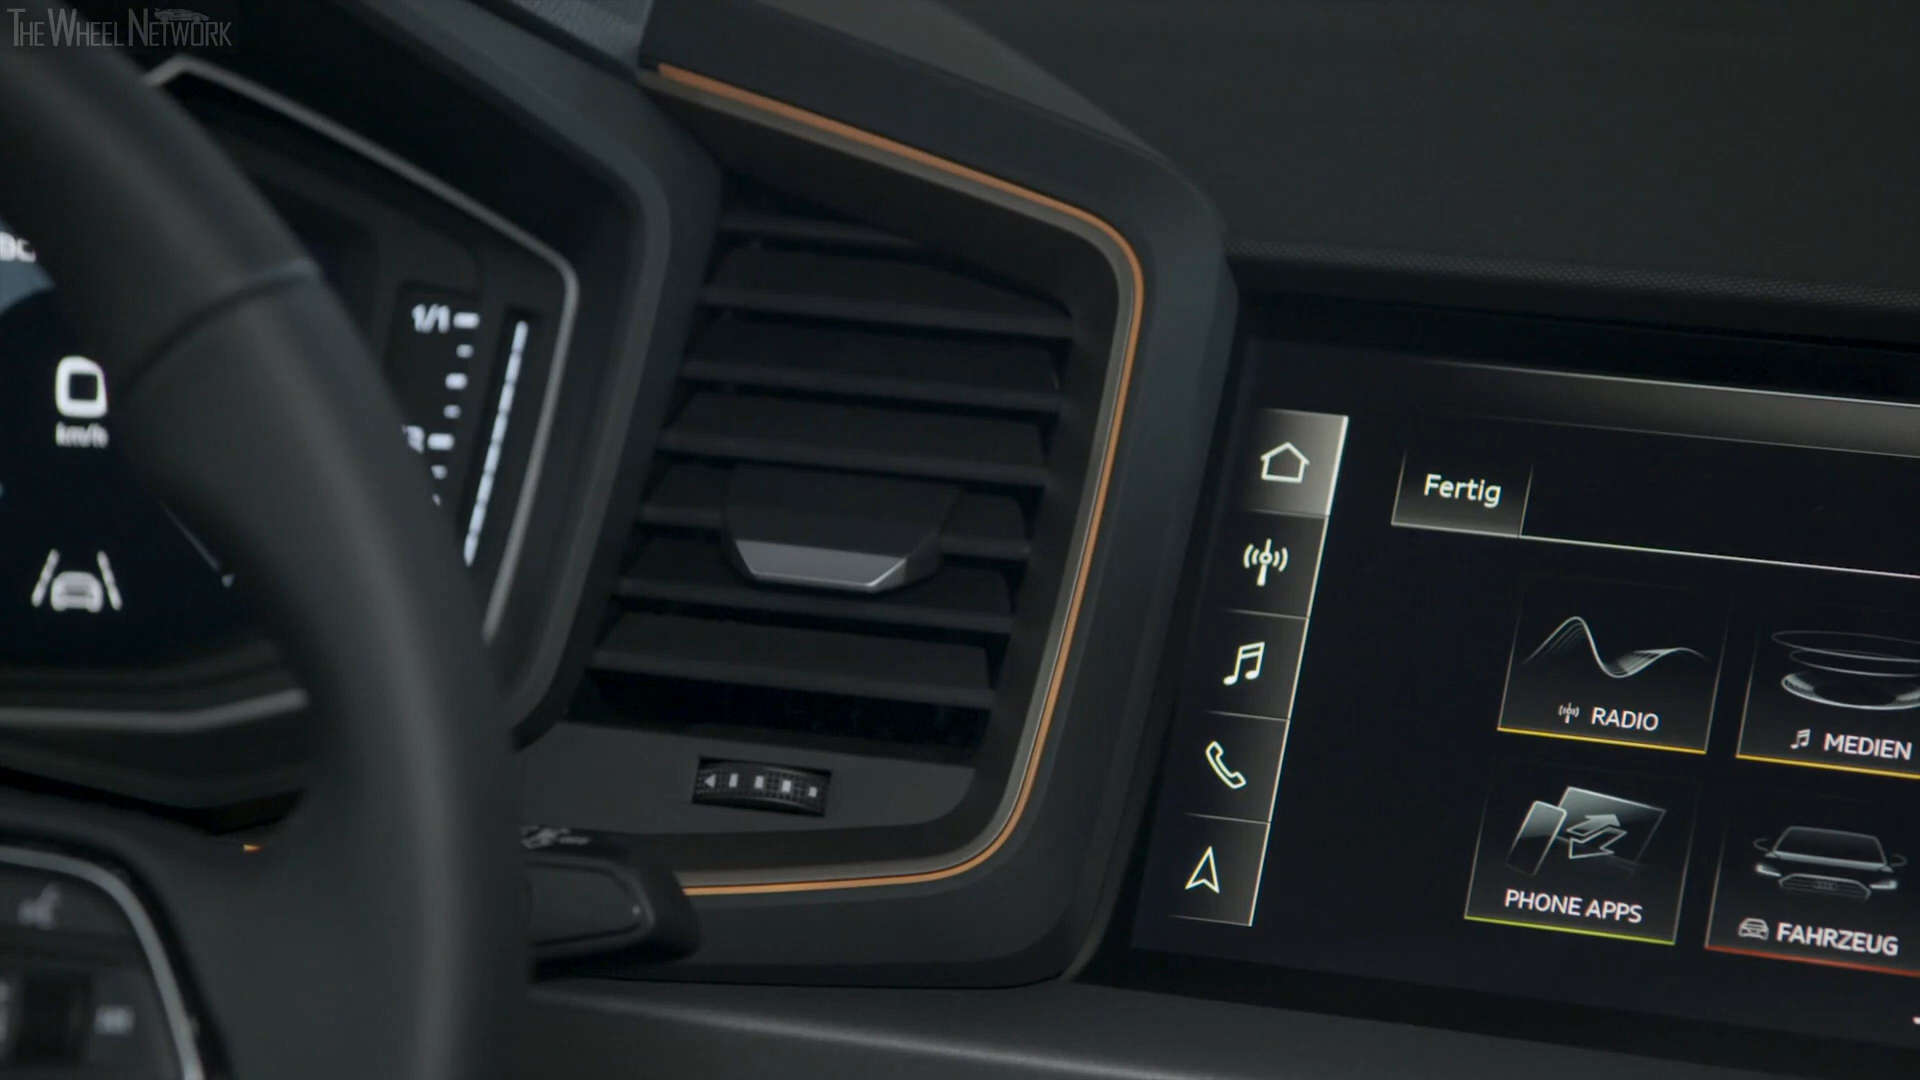 THE WHEEL NETWORK
1/1
0
km/h
Fertig
RADIO
MEDIEN
PHONE APPS
FAHRZEUG